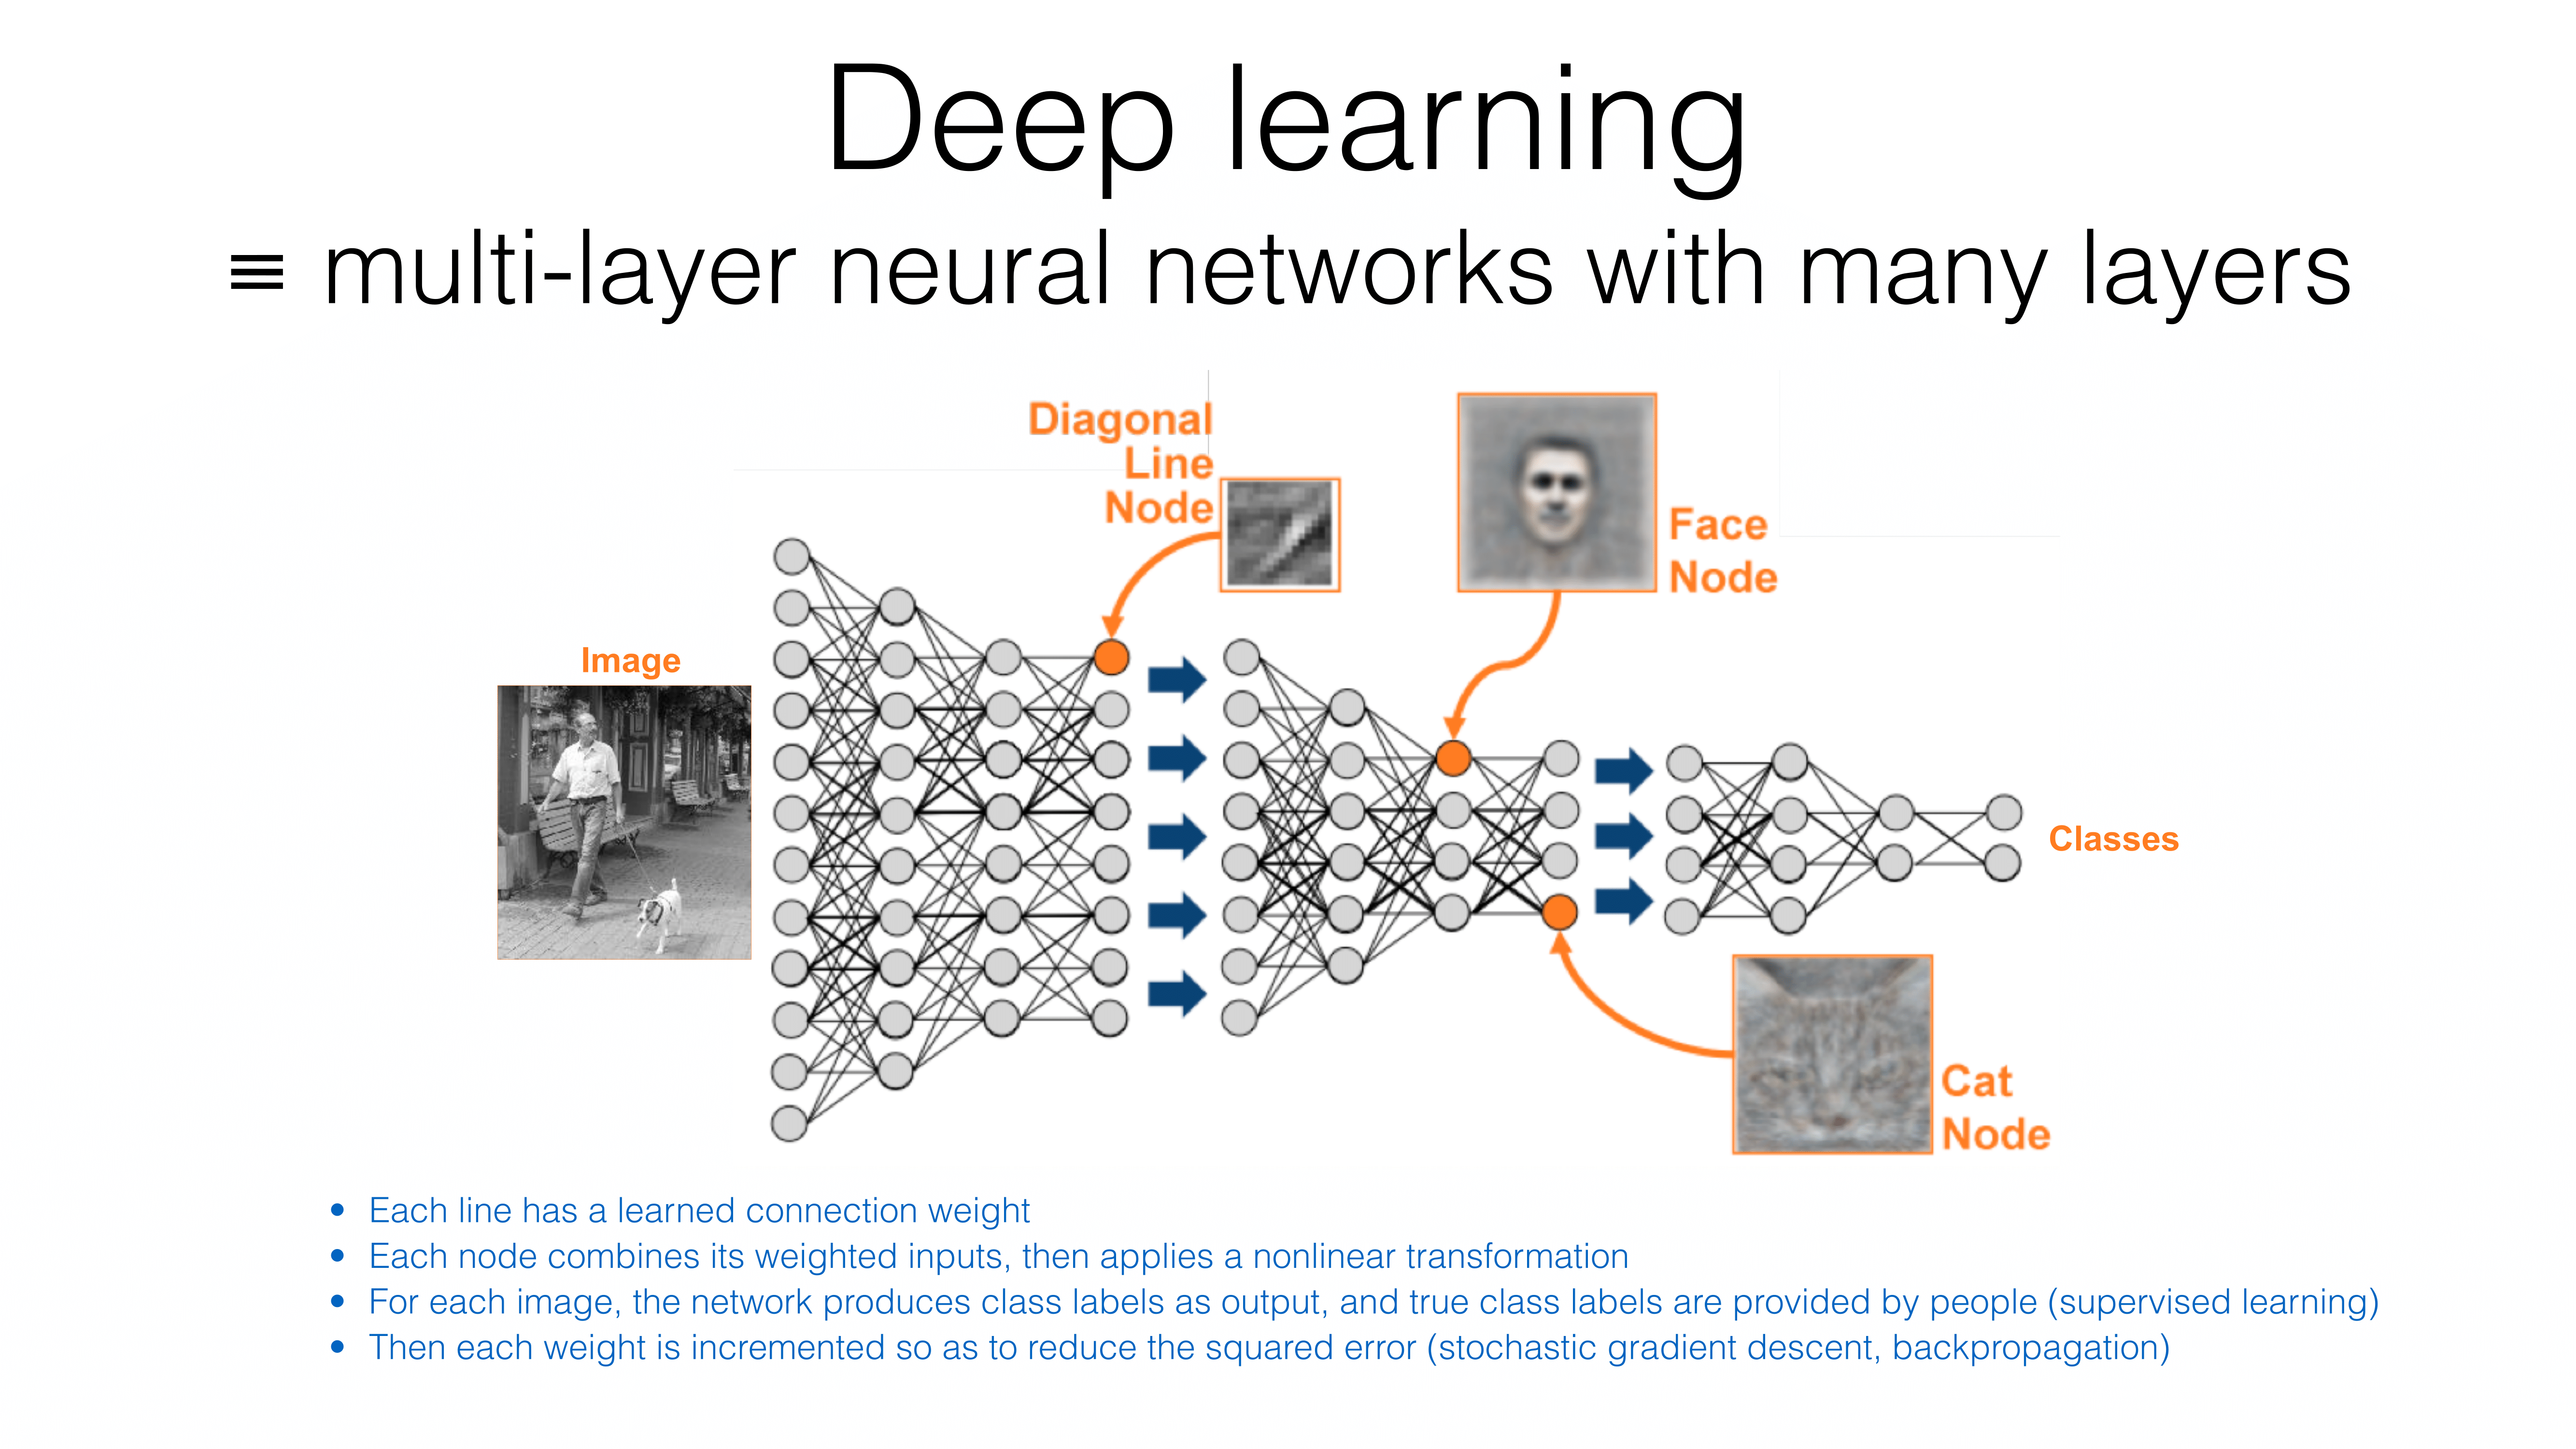 Deep learning
≡ multi-layer neural networks with many layers
Diagonal
Line
Node
Face
Node
Image
Classes
Cat
Node
• Each line has a learned connection weight
• Each node combines its weighted inputs, then applies a nonlinear transformation
• For each image, the network produces class labels as output, and true class labels are provided by people (supervised learning)
• Then each weight is incremented so as to reduce the squared error (stochastic gradient descent, backpropagation)